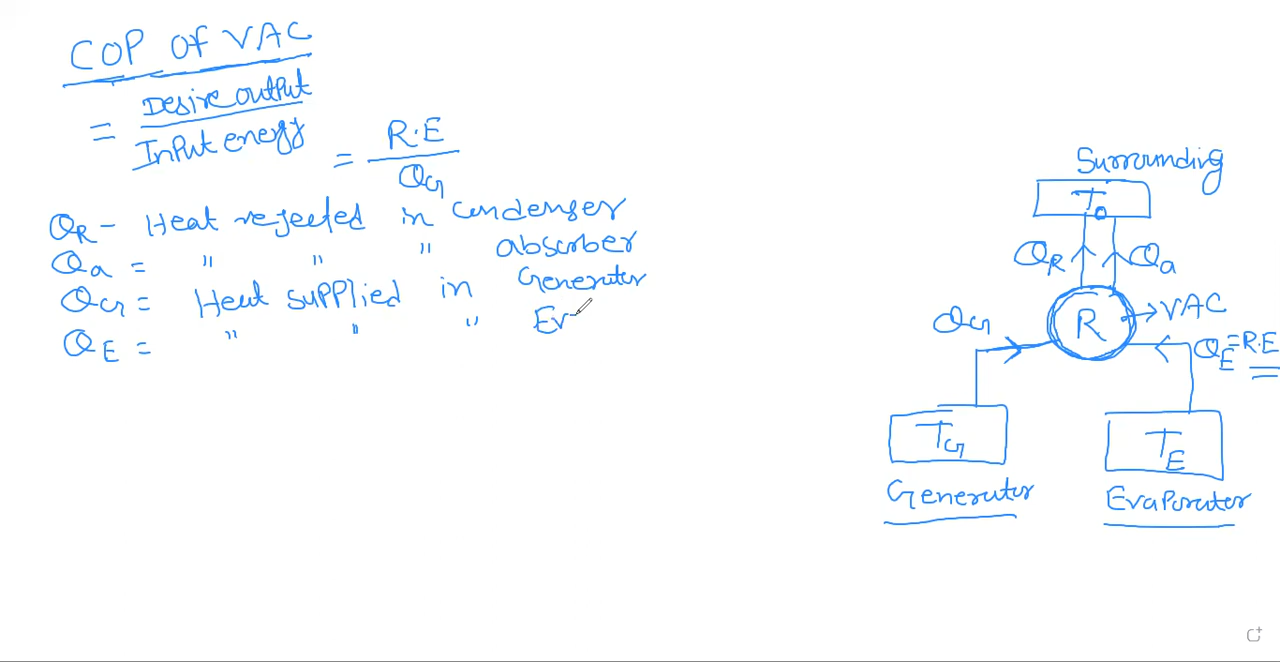 COP of VAC
= Desire output / Input energy = R.E / QG
QR – Heat rejected in condenser
Qa = " " " absorber
QG = Heat supplied in Generator
QE = " " " Ev
Surrounding
To
QR Qa
R → VAC
QG
QE = R.E
TG
TE
Generator
Evaporator